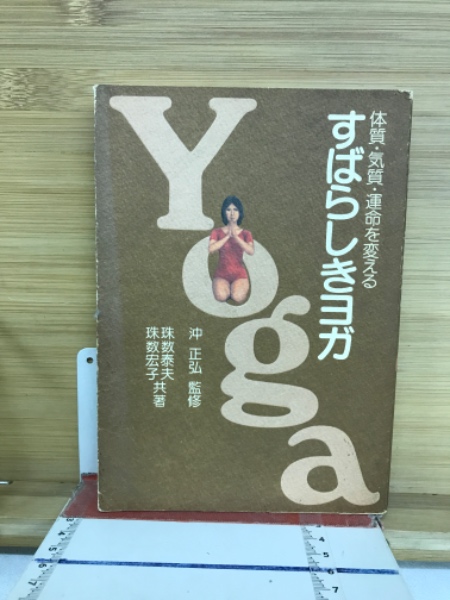 体質・気質・運命を変える
すばらしきヨガ
Yoga
沖 正弘 監修
珠数泰夫
珠数宏子 共著